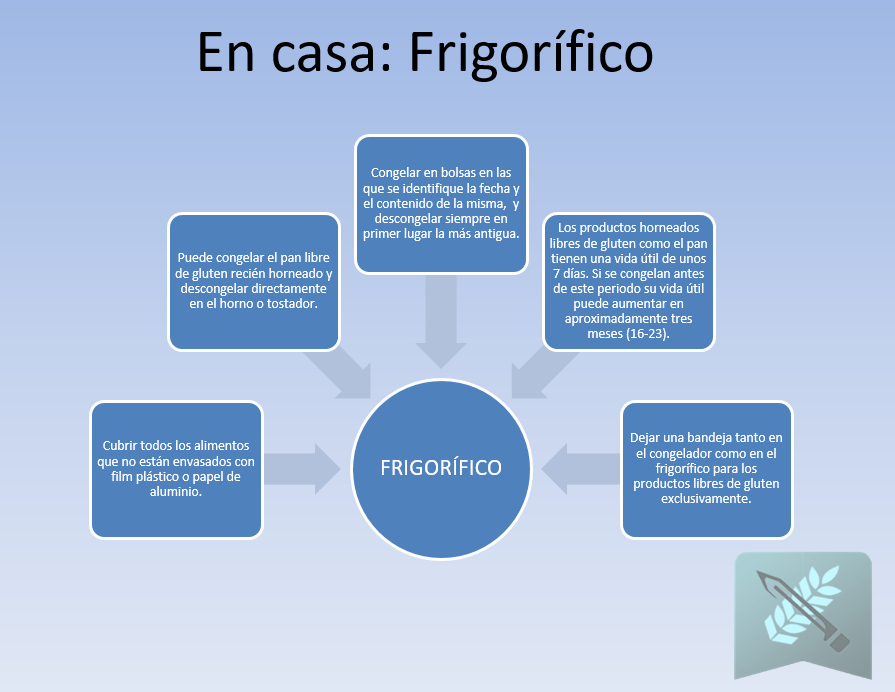 En casa: Frigorífico
Congelar en bolsas en las
que se identifique la fecha y
el contenido de la misma, y
descongelar siempre en
primer lugar la más antigua.
Puede congelar el pan libre
de gluten recién horneado y
descongelar directamente
en el horno o tostador.
Los productos horneados
libres de gluten como el pan
tienen una vida útil de unos
7 días. Si se congelan antes
de este periodo su vida útil
puede aumentar en
aproximadamente tres
meses (16-23).
Cubrir todos los alimentos
que no están envasados con
film plástico o papel de
aluminio.
FRIGORÍFICO
Dejar una bandeja tanto en
el congelador como en el
frigorífico para los
productos libres de gluten
exclusivamente.